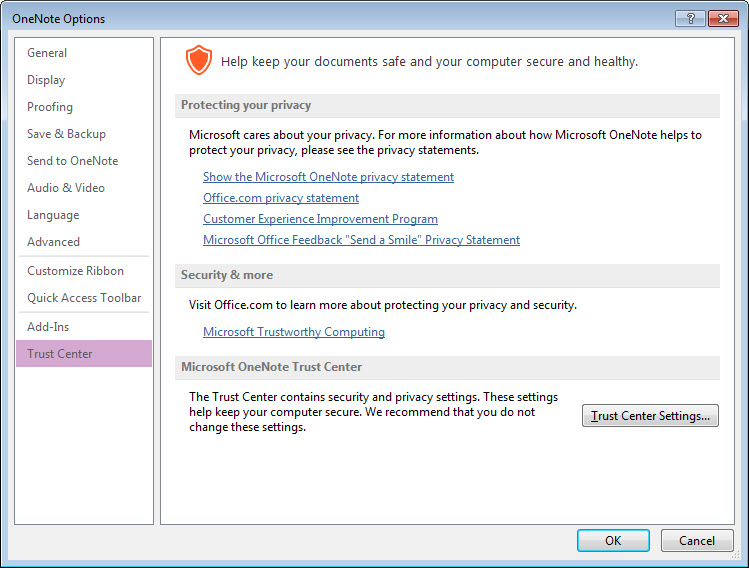 OneNote Options
?
General
Display
Proofing
Save & Backup
Send to OneNote
Audio & Video
Language
Advanced
Customize Ribbon
Quick Access Toolbar
Add-Ins
Trust Center
Help keep your documents safe and your computer secure and healthy.
Protecting your privacy
Microsoft cares about your privacy. For more information about how Microsoft OneNote helps to
protect your privacy, please see the privacy statements.
Show the Microsoft OneNote privacy statement
Office.com privacy statement
Customer Experience Improvement Program
Microsoft Office Feedback "Send a Smile" Privacy Statement
Security & more
Visit Office.com to learn more about protecting your privacy and security.
Microsoft Trustworthy Computing
Microsoft OneNote Trust Center
The Trust Center contains security and privacy settings. These settings
help keep your computer secure. We recommend that you do not
change these settings.
Trust Center Settings...
OK
Cancel